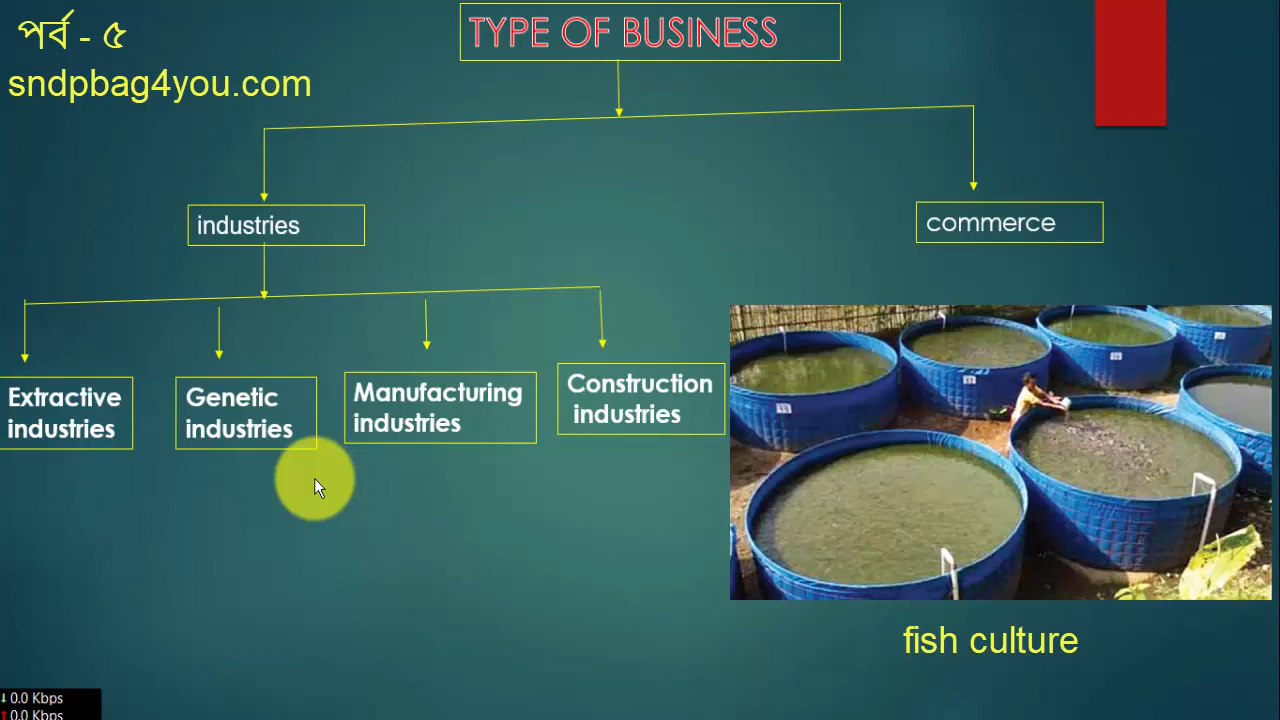 পর্ব - ৫
sndpbag4you.com
TYPE OF BUSINESS
industries
commerce
Extractive
industries
Genetic
industries
Manufacturing
industries
Construction
industries
fish culture
0.0 Kbps
0.0 Kbps